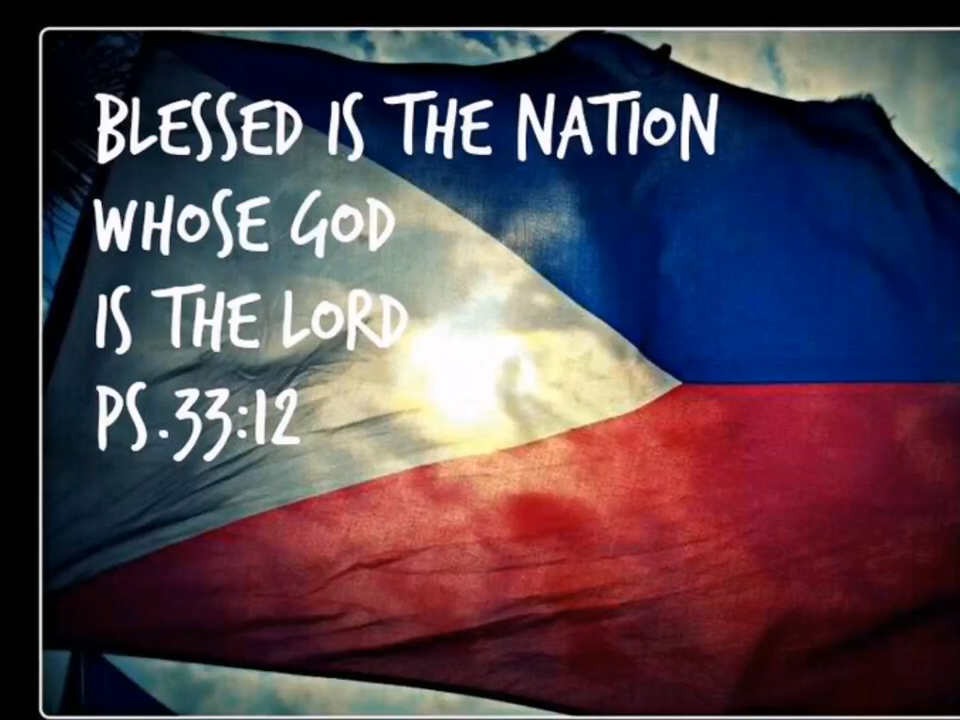 BLESSED IS THE NATION
WHOSE GOD
IS THE LORD
PS.33:12